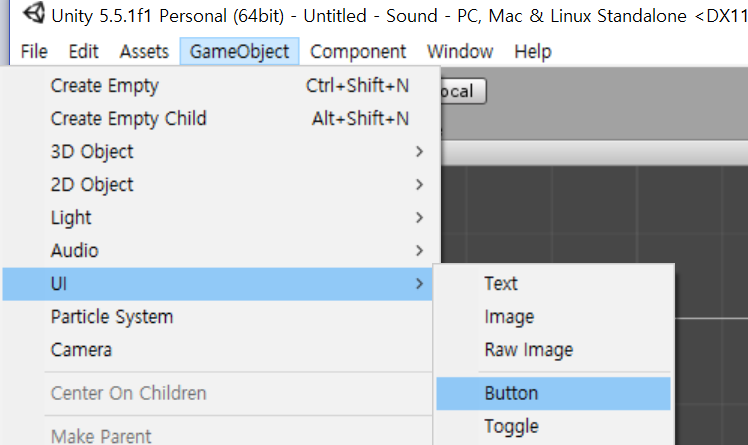 Unity 5.5.1f1 Personal (64bit) - Untitled - Sound - PC, Mac & Linux Standalone <DX11
File Edit Assets GameObject Component Window Help
Create Empty Ctrl+Shift+N
ocal
Create Empty Child Alt+Shift+N
3D Object
2D Object
Light
Audio
UI
Particle System
Camera
Center On Children
Make Parent
Text
Image
Raw Image
Button
Toggle